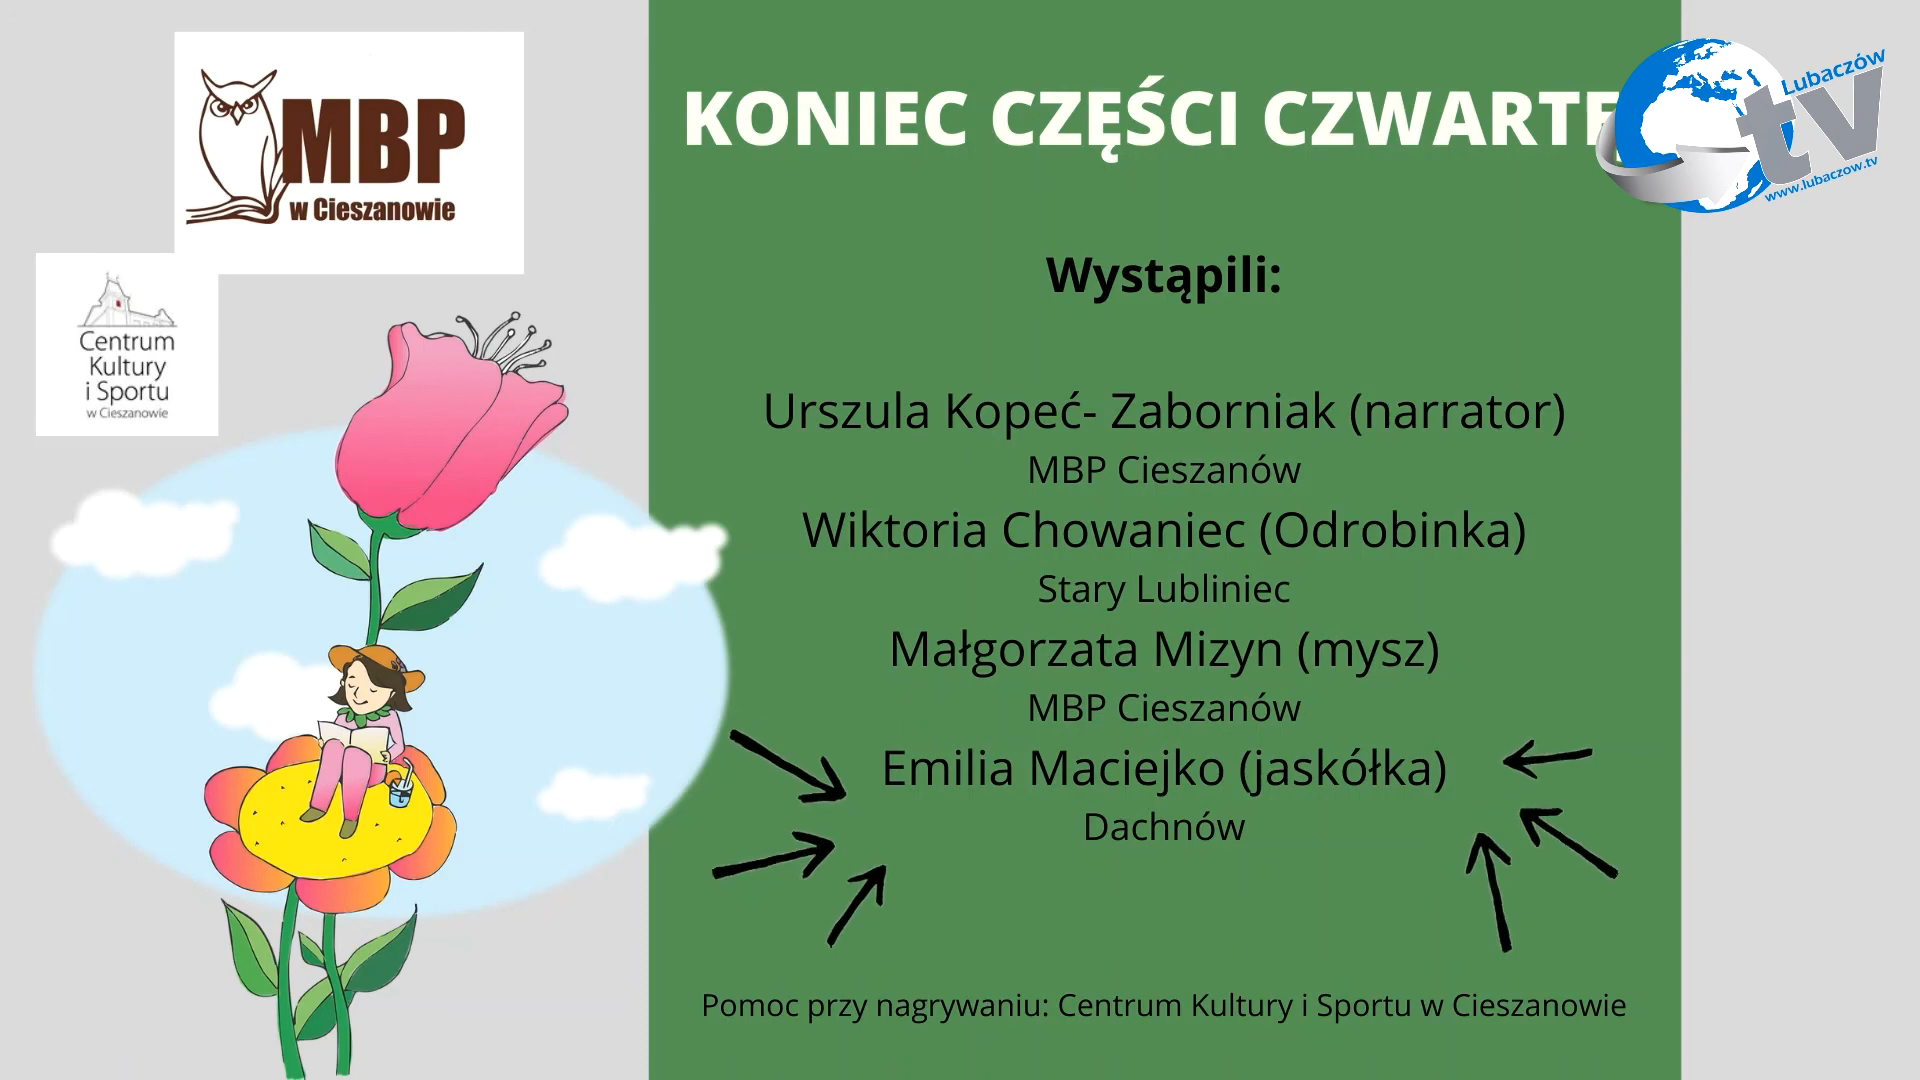 MBP
w Cieszanowie
Centrum
Kultury
i Sportu
w Cieszanowie
KONIEC CZĘŚCI
Lubaczów
tv
www.lubaczow.tv
Wystąpili:
Urszula Kopeć- Zaborniak (narrator)
MBP Cieszanów
Wiktoria Chowaniec (Odrobinka)
Stary Lubliniec
Małgorzata Mizyn (mysz)
MBP Cieszanów
Emilia Maciejko (jaskółka)
Dachnów
Pomoc przy nagrywaniu: Centrum Kultury i Sportu w Cieszanowie